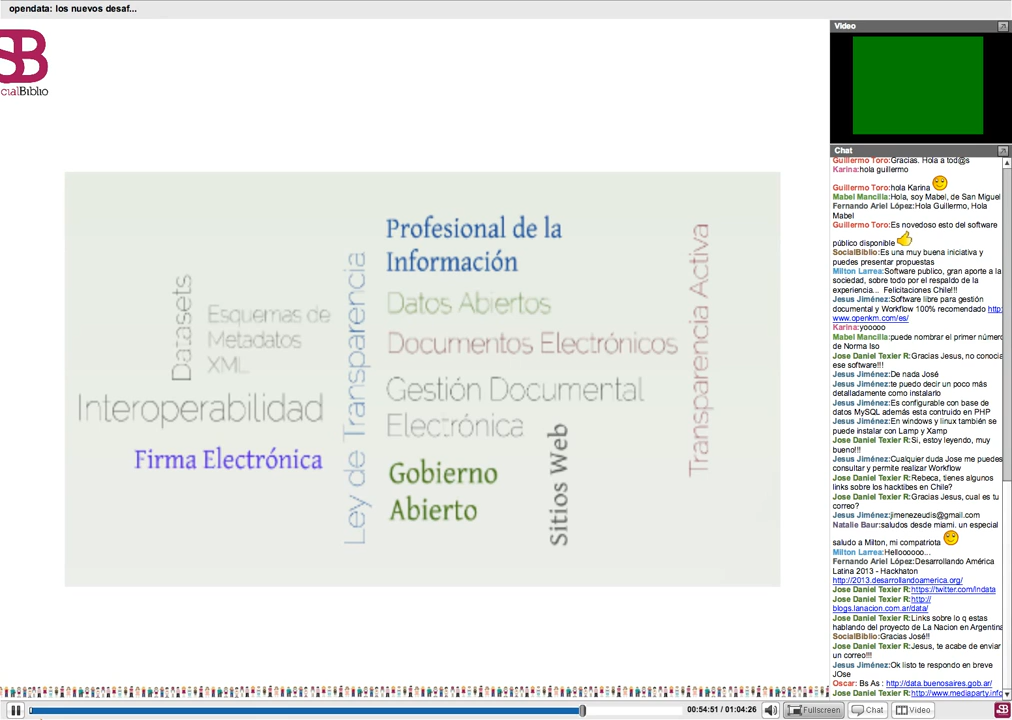 opendata: los nuevos desaf...
SB
cialBiblio
Profesional de la
Información
Datos Abiertos
Documentos Electrónicos
Gestión Documental
Electrónica
Gobierno
Abierto
Datasets
Esquemas de
Metadatos
XML
Interoperabilidad
Firma Electrónica
Ley de Transparencia
Sitios Web
Transparencia Activa
Video
Chat
Guillermo Toro:Gracias. Hola a tod@s
Karina:hola guillermo
Guillermo Toro:hola Karina
Mabel Mancilla:Hola, soy Mabel, de San Miguel
Fernando Ariel López:Hola Guillermo, Hola
Mabel
Guillermo Toro:Es novedoso esto del software
público disponible
SocialBiblio:Es una muy buena iniciativa y
puedes presentar propuestas
Milton Larrea:Software publico, gran aporte a la
sociedad, sobre todo por el respaldo de la
experiencia... Felicitaciones Chile!!!
Jesus Jiménez:Software libre para gestión
documental y Workflow 100% recomendado http:
www.openkm.com/es/
Karina:yooooo
Mabel Mancilla:puede nombrar el primer número
de Norma Iso
Jose Daniel Texier R:Gracias Jesus, no conocia
ese software!!!
Jesus Jiménez:De nada José
Jesus Jiménez:te puedo decir un poco más
detalladamente como instalarlo
Jesus Jiménez:Es configurable con base de
datos MySQL además esta contruido en PHP
Jesus Jiménez:En windows y linux también se
puede instalar con Lamp y Xamp
Jose Daniel Texier R:Si, estoy leyendo, muy
bueno!!!
Jesus Jiménez:Cualquier duda Jose me puedes
consultar y permite realizar Workflow
Jose Daniel Texier R:Rebeca, tienes algunos
links sobre los hacktibes en Chile?
Jose Daniel Texier R:Gracias Jesus, cual es tu
correo?
Jesus Jiménez:jimenezeudis@gmail.com
Natalie Baur:saludos desde miami. un especial
saludo a Milton, mi compatriota
Milton Larrea:Helloooooo...
Fernando Ariel López:Desarrollando América
Latina 2013 - Hackhaton
http://2013.desarrollandoamerica.org/
Jose Daniel Texier R:https://twitter.com/lndata
Jose Daniel Texier R:http://
blogs.lanacion.com.ar/data/
Jose Daniel Texier R:Links sobre lo q estas
hablando del proyecto de La Nacion en Argentina
SocialBiblio:Gracias José!!
Jose Daniel Texier R:Jesus, te acabe de enviar
un correo!!!
Jesus Jiménez:Ok listo te respondo en breve
JOse
Oscar: Bs As : http://data.buenosaires.gob.ar/
Jose Daniel Texier R:http://www.mediaparty.info
00:54:51 / 01:04:26
Fullscreen
Chat
Video
SB